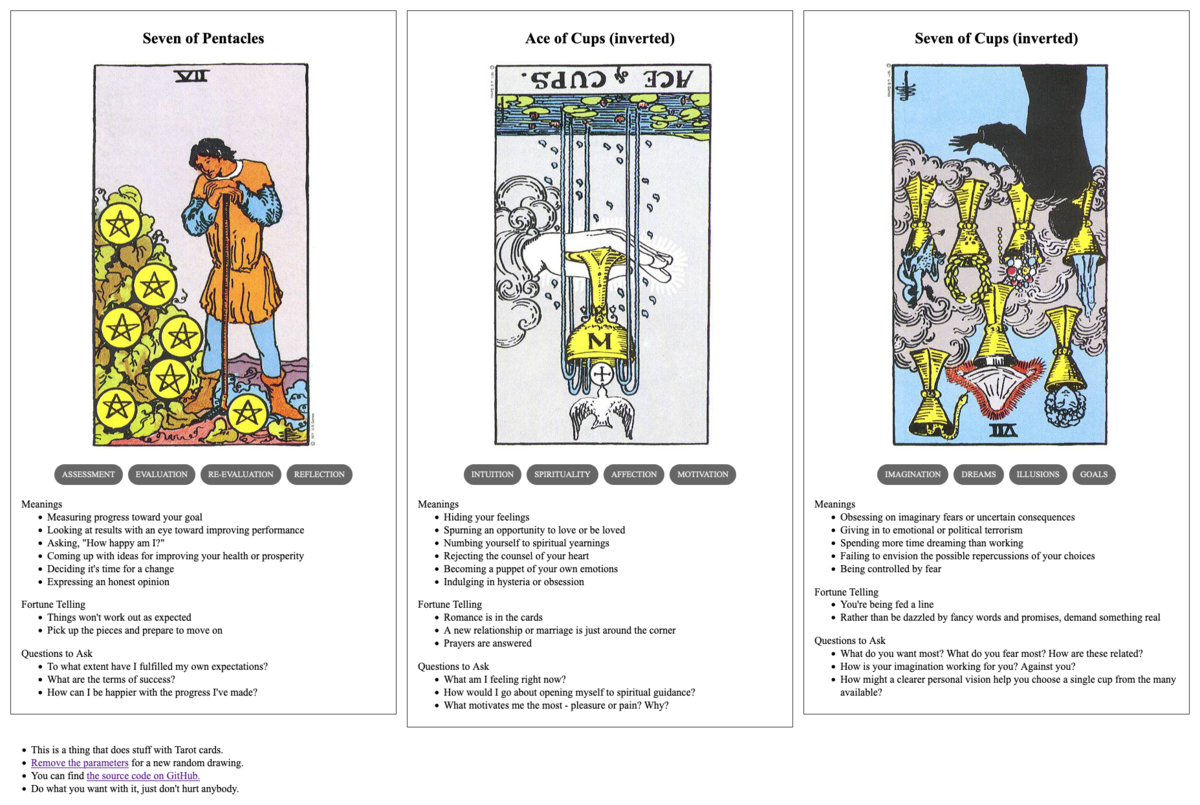 Seven of Pentacles
VII
ASSESSMENT
EVALUATION
RE-EVALUATION
REFLECTION
Meanings
Measuring progress toward your goal
Looking at results with an eye toward improving performance
Asking, "How happy am I?"
Coming up with ideas for improving your health or prosperity
Deciding it's time for a change
Expressing an honest opinion
Fortune Telling
Things won't work out as expected
Pick up the pieces and prepare to move on
Questions to Ask
To what extent have I fulfilled my own expectations?
What are the terms of success?
How can I be happier with the progress I've made?
Ace of Cups (inverted)
ACE of CUPS.
INTUITION
SPIRITUALITY
AFFECTION
MOTIVATION
Meanings
Hiding your feelings
Spurning an opportunity to love or be loved
Numbing yourself to spiritual yearnings
Rejecting the counsel of your heart
Becoming a puppet of your own emotions
Indulging in hysteria or obsession
Fortune Telling
Romance is in the cards
A new relationship or marriage is just around the corner
Prayers are answered
Questions to Ask
What am I feeling right now?
How would I go about opening myself to spiritual guidance?
What motivates me the most - pleasure or pain? Why?
Seven of Cups (inverted)
VII
IMAGINATION
DREAMS
ILLUSIONS
GOALS
Meanings
Obsessing on imaginary fears or uncertain consequences
Giving in to emotional or political terrorism
Spending more time dreaming than working
Failing to envision the possible repercussions of your choices
Being controlled by fear
Fortune Telling
You're being fed a line
Rather than be dazzled by fancy words and promises, demand something real
Questions to Ask
What do you want most? What do you fear most? How are these related?
How is your imagination working for you? Against you?
How might a clearer personal vision help you choose a single cup from the many
available?
This is a thing that does stuff with Tarot cards.
Remove the parameters for a new random drawing.
You can find the source code on GitHub.
Do what you want with it, just don't hurt anybody.